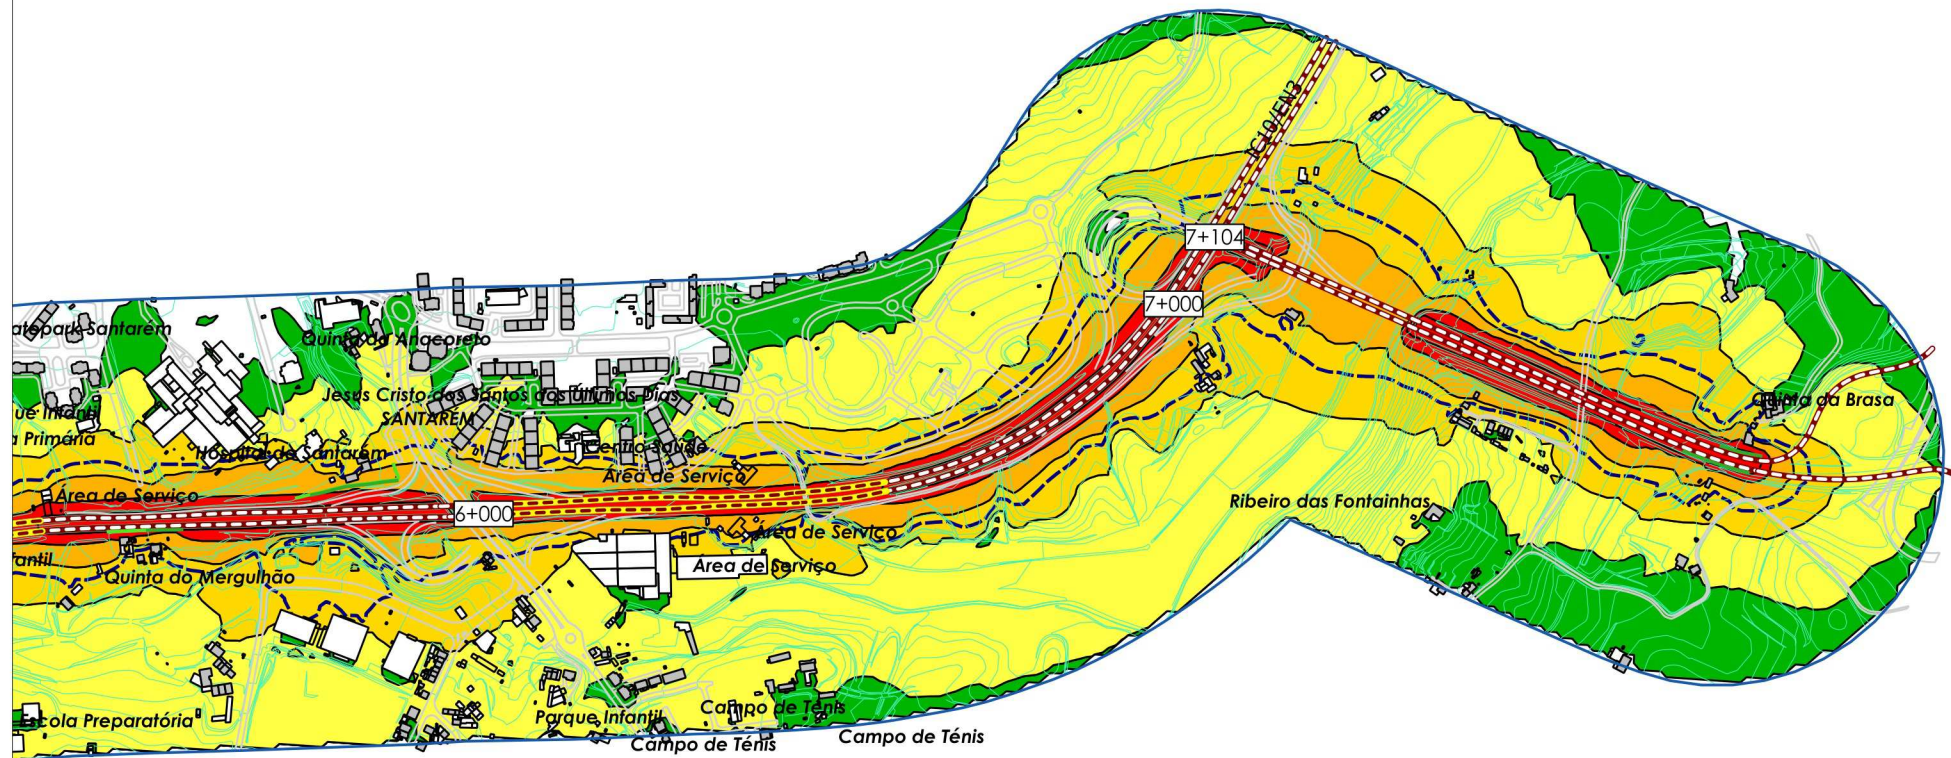 IC10/EN3
7+104
7+000
atepark Santarém
Quinta do Anacoreto
Jesus Cristo dos Santos dos Últimos Dias
SANTARÉM
ue Infantil
a Primária
Hospital de Santarém
Centro Saúde
Área de Serviço
Área de Serviço
6+000
Quinta da Brasa
Ribeiro das Fontainhas
Área de Serviço
Área de Serviço
fantil
Quinta do Mergulhão
Escola Preparatória
Parque Infantil
Campo de Ténis
Campo de Ténis
Campo de Ténis